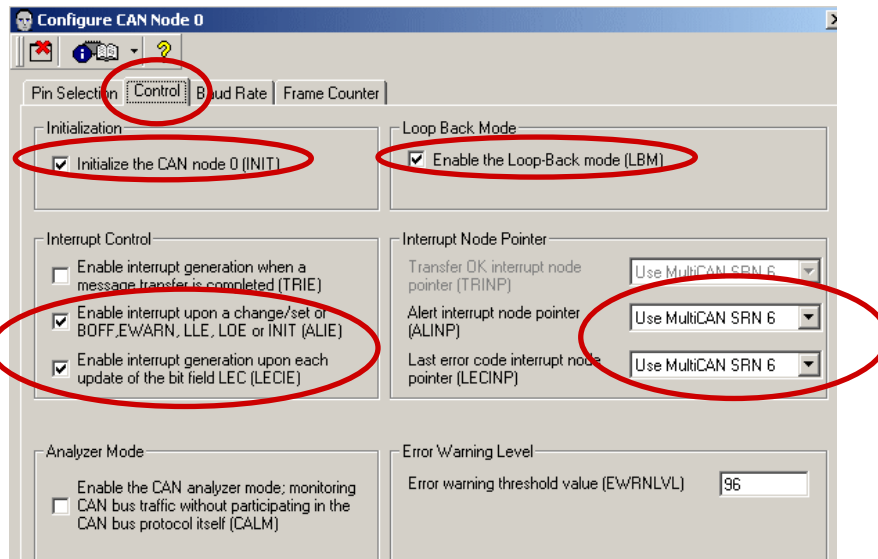 Configure CAN Node 0
Pin Selection
Control
Baud Rate
Frame Counter
Initialization
Initialize the CAN node 0 (INIT)
Loop Back Mode
Enable the Loop-Back mode (LBM)
Interrupt Control
Enable interrupt generation when a
message transfer is completed (TRIE)
Enable interrupt upon a change/set of
BOFF,EWARN, LLE, LOE or INIT (ALIE)
Enable interrupt generation upon each
update of the bit field LEC (LECIE)
Interrupt Node Pointer
Transfer OK interrupt node
pointer (TRINP)
Use MultiCAN SRN 6
Alert interrupt node pointer
(ALINP)
Use MultiCAN SRN 6
Last error code interrupt node
pointer (LECINP)
Use MultiCAN SRN 6
Analyzer Mode
Enable the CAN analyzer mode; monitoring
CAN bus traffic without participating in the
CAN bus protocol itself (CALM)
Error Warning Level
Error warning threshold value (EWRNLVL)
96